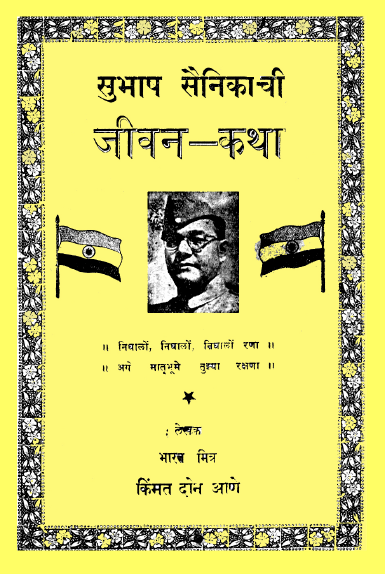 सुभाष सैनिकाची
जीवन-कथा
॥ निघालों, निघालों, निघालों रणा ॥
॥ अगे मातृभूमे तुझ्या रक्षणा ॥
: लेखक
भारत मित्र
किंमत दोन आणे